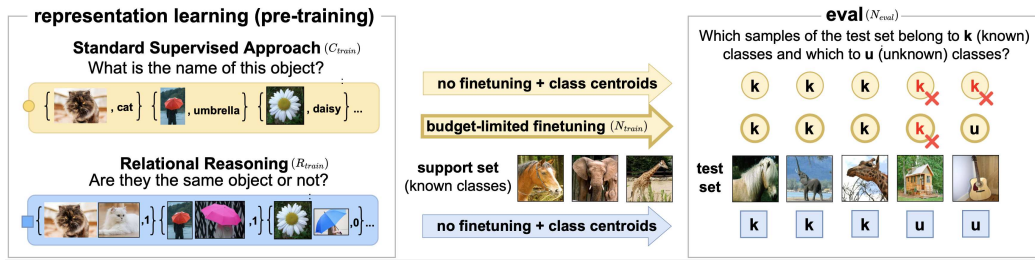 representation learning (pre-training)
Standard Supervised Approach (C_train)
What is the name of this object?
{ , cat } { , umbrella } { , daisy } ...
Relational Reasoning (R_train)
Are they the same object or not?
{ ,1} { ,1} { ,0} ...
no finetuning + class centroids
budget-limited finetuning (N_train)
support set
(known classes)
no finetuning + class centroids
eval (N_eval)
Which samples of the test set belong to k (known)
classes and which to u (unknown) classes?
k k k k k
k k k k u
test
set
k k k u u